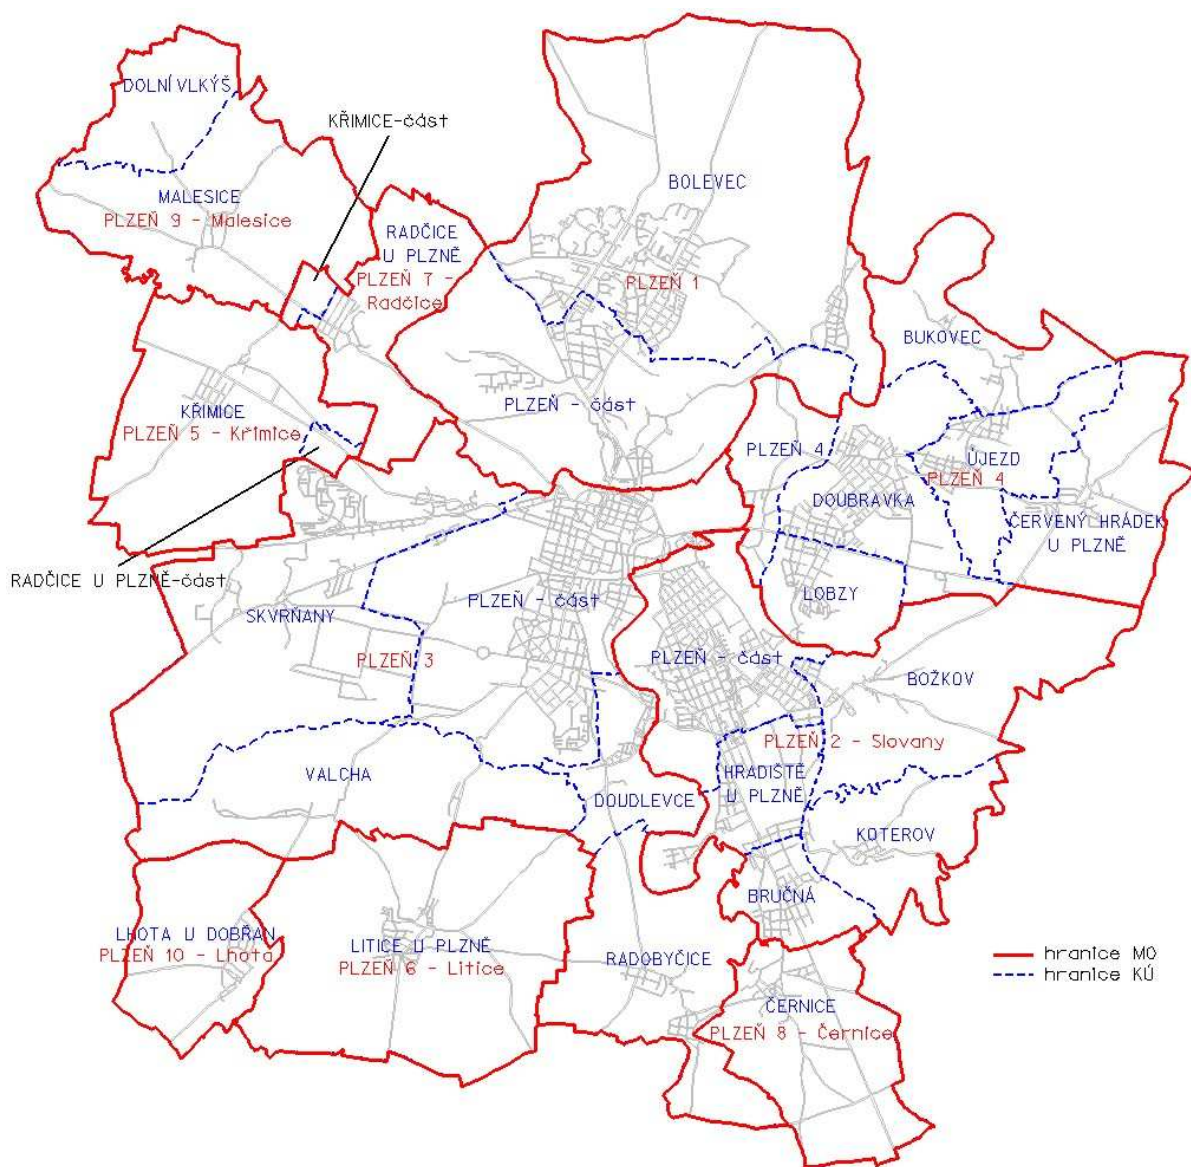 DOLNÍ VLKÝŠ
KŘIMICE-část
MALESICE
PLZEŇ 9 - Malesice
RADČICE
U PLZNĚ
PLZEŇ 7 -
Radčice
BOLEVEC
PLZEŇ 1
PLZEŇ - část
BUKOVEC
KŘIMICE
PLZEŇ 5 - Křimice
PLZEŇ 4
ÚJEZD
PLZEŇ 4
DOUBRAVKA
ČERVENÝ HRÁDEK
U PLZNĚ
RADČICE U PLZNĚ-část
SKVRŇANY
PLZEŇ - část
LOBZY
PLZEŇ 3
PLZEŇ - část
BOŽKOV
PLZEŇ 2 - Slovany
VALCHA
HRADIŠTĚ
U PLZNĚ
DOUDLEVCE
KOTEROV
BRUČNÁ
LHOTA U DOBŘAN
PLZEŇ 10 - Lhota
LITICE U PLZNĚ
PLZEŇ 6 - Litice
RADOBYČICE
ČERNICE
PLZEŇ 8 - Černice
hranice MO
hranice KÚ